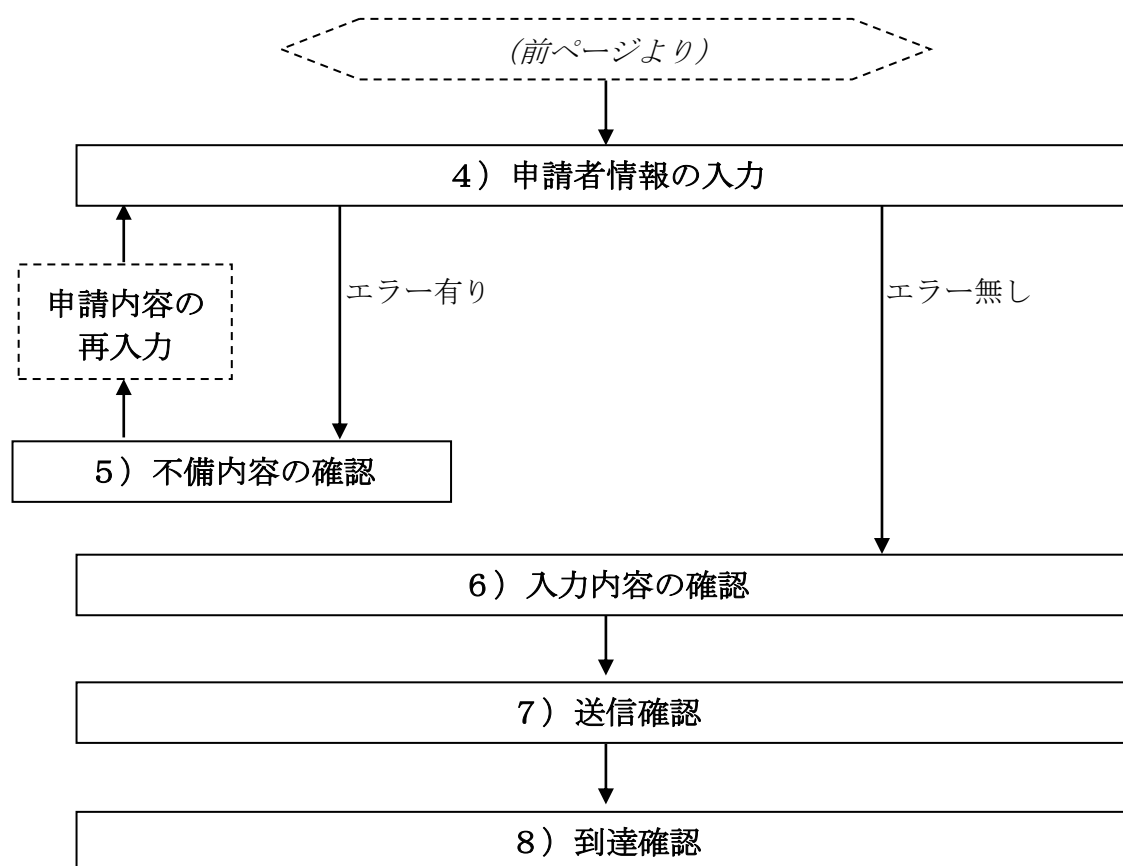 (前ページより)
４）申請者情報の入力
エラー有り
エラー無し
申請内容の
再入力
５）不備内容の確認
６）入力内容の確認
７）送信確認
８）到達確認